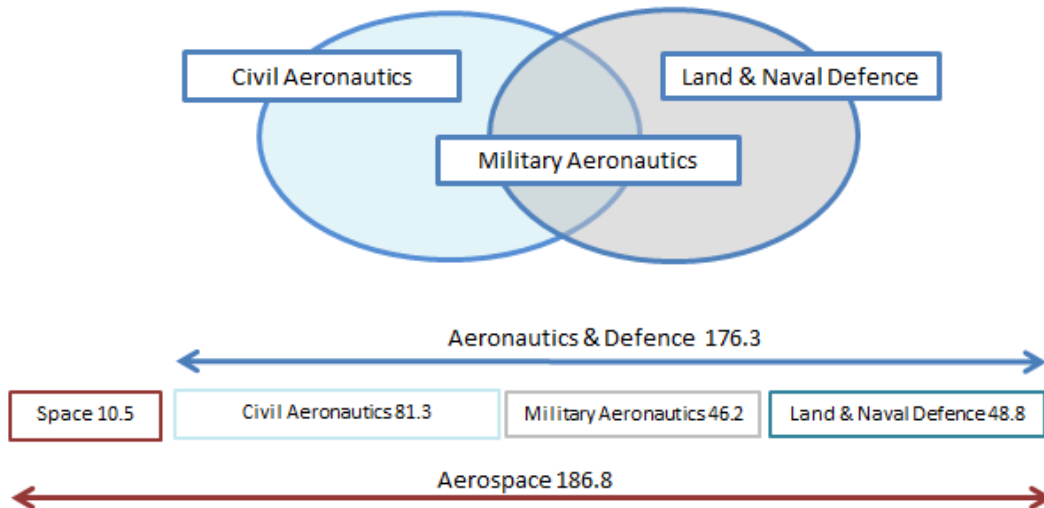 Civil Aeronautics
Land & Naval Defence
Military Aeronautics
Aeronautics & Defence 176.3
Space 10.5
Civil Aeronautics 81.3
Military Aeronautics 46.2
Land & Naval Defence 48.8
Aerospace 186.8